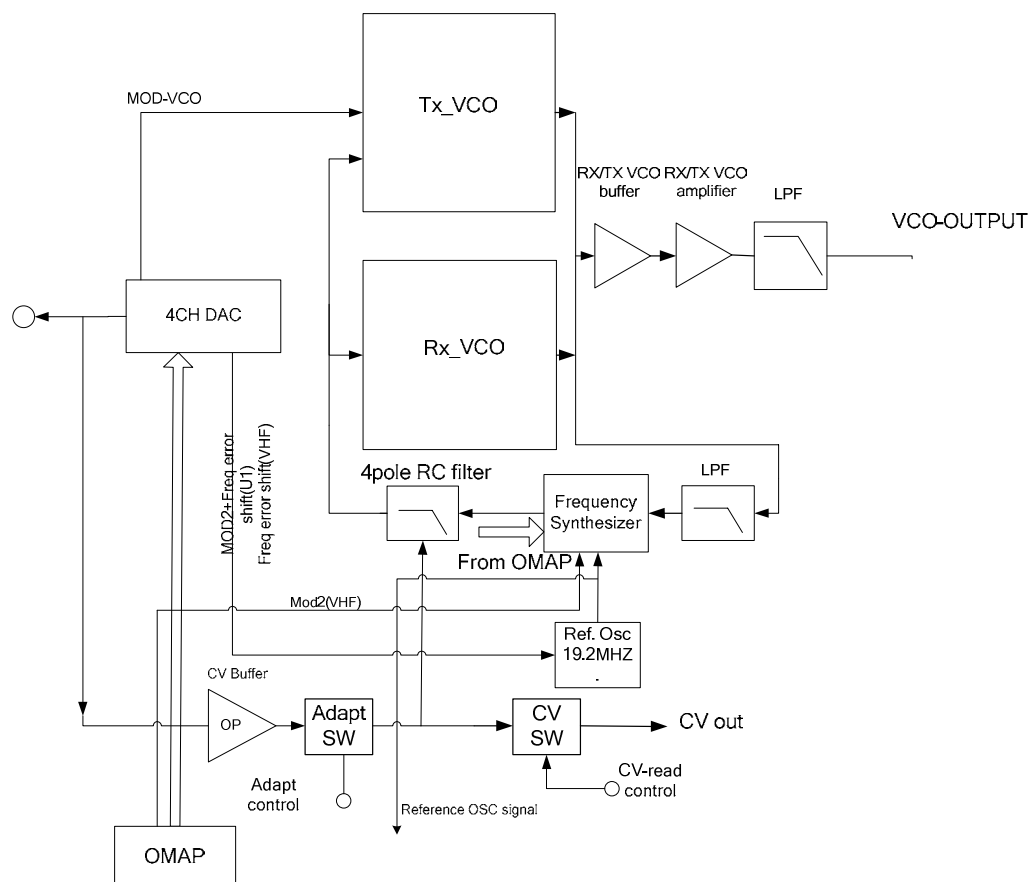 MOD-VCO
Tx_VCO
RX/TX VCO
buffer
RX/TX VCO
amplifier
LPF
VCO-OUTPUT
4CH DAC
Rx_VCO
MOD2+Freq error
shift(U1)
Freq error shift(VHF)
4pole RC filter
Frequency
Synthesizer
LPF
From OMAP
Mod2(VHF)
Ref. Osc
19.2MHZ
.
CV Buffer
OP
Adapt
SW
CV
SW
CV out
Adapt
control
CV-read
control
Reference OSC signal
OMAP